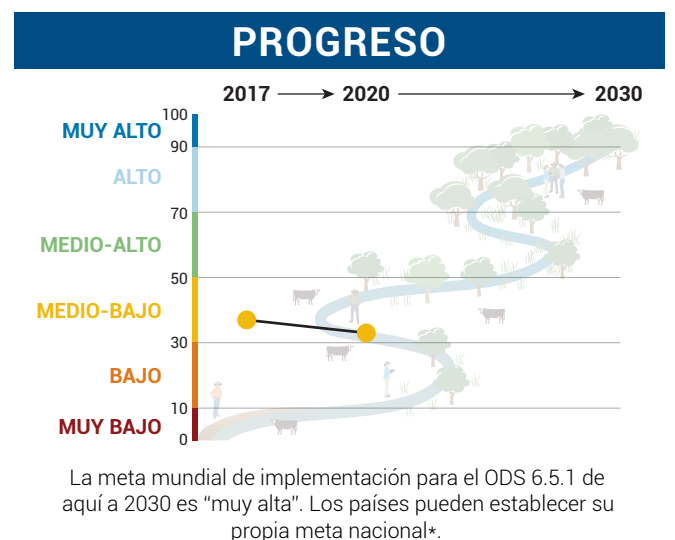 PROGRESO
2017 2020 2030
100
MUY ALTO
90
ALTO
70
MEDIO-ALTO
50
MEDIO-BAJO
30
BAJO
10
MUY BAJO
0
La meta mundial de implementación para el ODS 6.5.1 de
aquí a 2030 es “muy alta”. Los países pueden establecer su
propia meta nacional*.